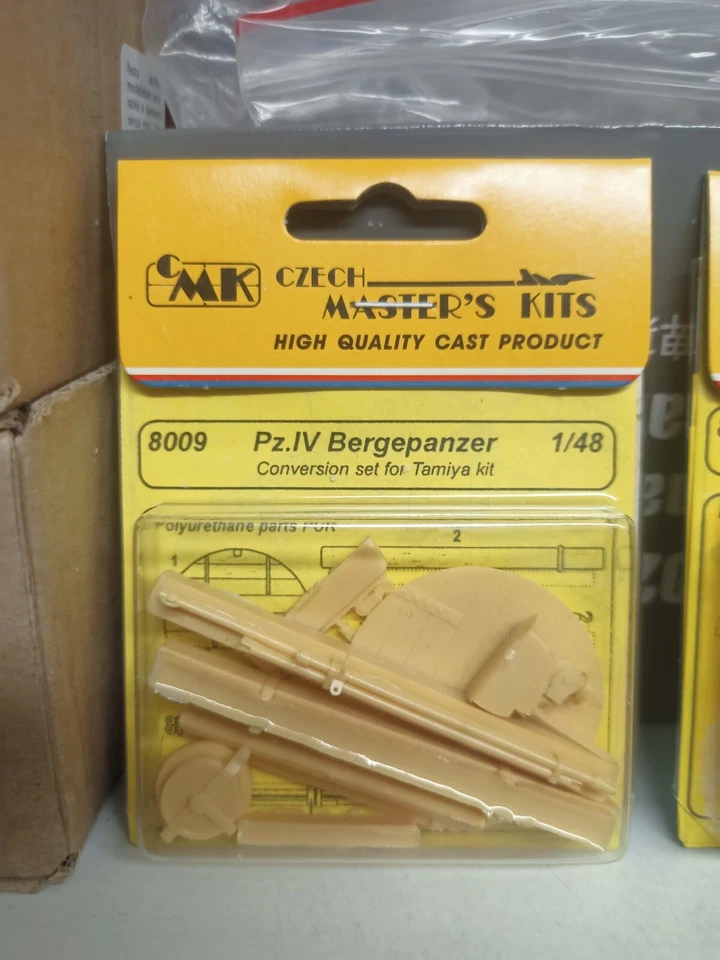 CMK
CZECH
MASTER'S KITS
HIGH QUALITY CAST PRODUCT
8009 Pz.IV Bergepanzer 1/48
Conversion set for Tamiya kit
Polyurethane parts PUR
1
2